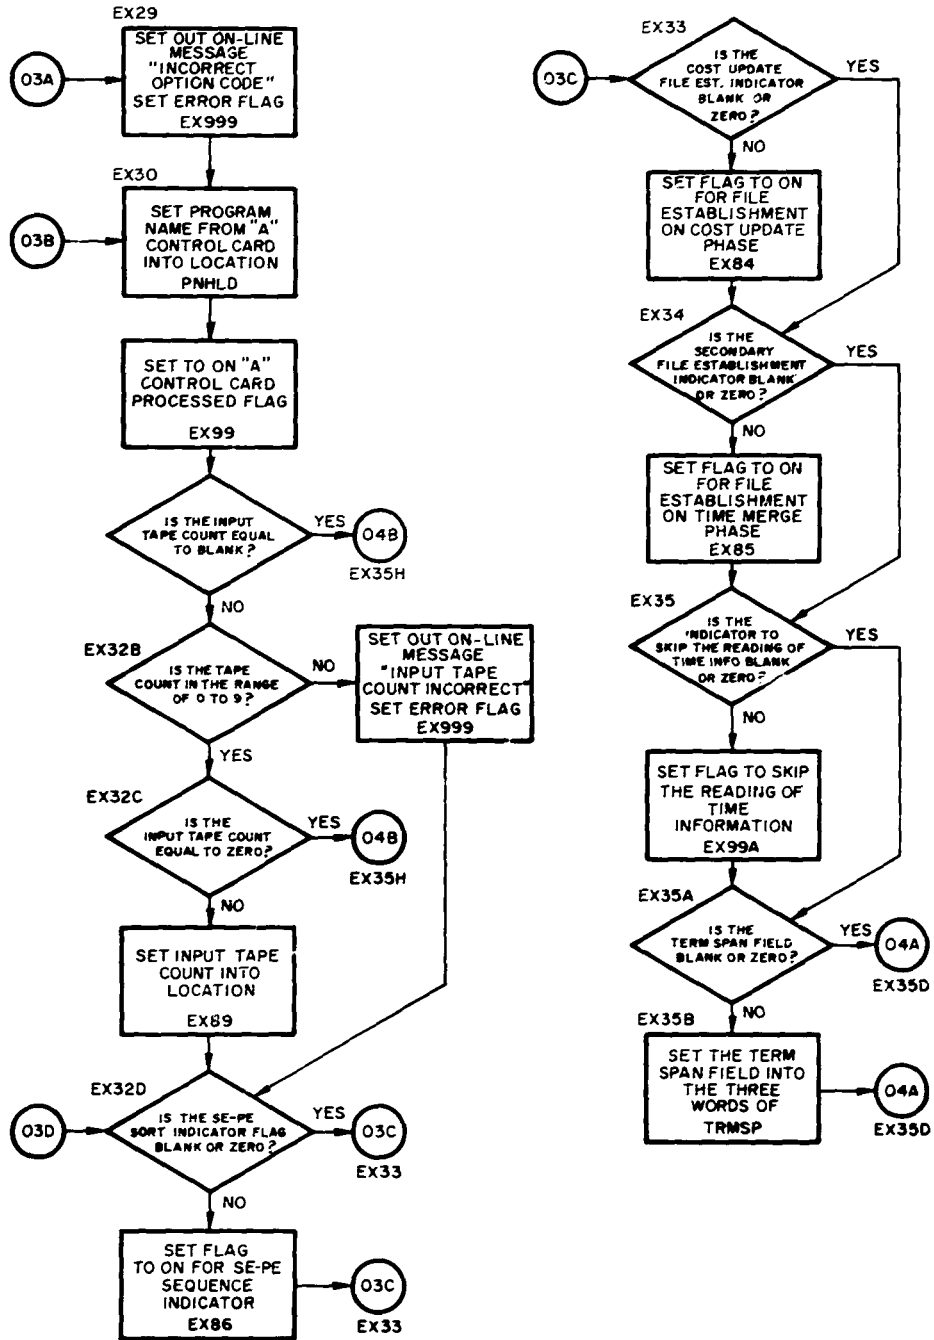 EX29
SET OUT ON-LINE
MESSAGE
"INCORRECT
OPTION CODE"
SET ERROR FLAG
EX999
03A
EX30
SET PROGRAM
NAME FROM "A"
CONTROL CARD
INTO LOCATION
PNHLD
03B
SET TO ON "A"
CONTROL CARD
PROCESSED FLAG
EX99
IS THE INPUT
TAPE COUNT EQUAL
TO BLANK?
YES
04B
EX35H
NO
EX32B
IS THE TAPE
COUNT IN THE RANGE
OF 0 TO 9?
NO
SET OUT ON-LINE
MESSAGE
"INPUT TAPE
COUNT INCORRECT"
SET ERROR FLAG
EX999
YES
EX32C
IS THE
INPUT TAPE COUNT
EQUAL TO ZERO?
YES
04B
EX35H
NO
SET INPUT TAPE
COUNT INTO
LOCATION
EX89
EX32D
03D
IS THE SE-PE
SORT INDICATOR FLAG
BLANK OR ZERO?
YES
03C
EX33
NO
SET FLAG
TO ON FOR SE-PE
SEQUENCE
INDICATOR
EX86
03C
EX33
EX33
03C
IS THE
COST UPDATE
FILE EST. INDICATOR
BLANK OR
ZERO?
YES
NO
SET FLAG TO ON
FOR FILE
ESTABLISHMENT
ON COST UPDATE
PHASE
EX84
EX34
IS THE
SECONDARY
FILE ESTABLISHMENT
INDICATOR BLANK
OR ZERO?
YES
NO
SET FLAG TO ON
FOR FILE
ESTABLISHMENT
ON TIME MERGE
PHASE
EX85
EX35
IS THE
INDICATOR TO
SKIP THE READING OF
TIME INFO BLANK
OR ZERO?
YES
NO
SET FLAG TO SKIP
THE READING OF
TIME
INFORMATION
EX99A
EX35A
IS THE
TERM SPAN FIELD
BLANK OR ZERO?
YES
04A
EX35D
NO
EX35B
SET THE TERM
SPAN FIELD INTO
THE THREE
WORDS OF
TRMSP
04A
EX35D